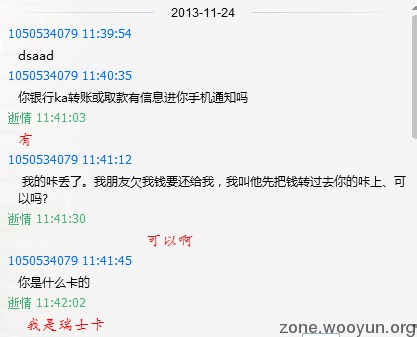 2013-11-24
1050534079 11:39:54
dsaad
1050534079 11:40:35
你银行ka转账或取款有信息进你手机通知吗
逝情 11:41:03
有
1050534079 11:41:12
我的咔丢了。我朋友欠我钱要还给我，我叫他先把钱转过去你的咔上、可
以吗?
逝情 11:41:30
可以啊
1050534079 11:41:45
你是什么卡的
逝情 11:42:02
我是瑞士卡
zone.wooyun.org